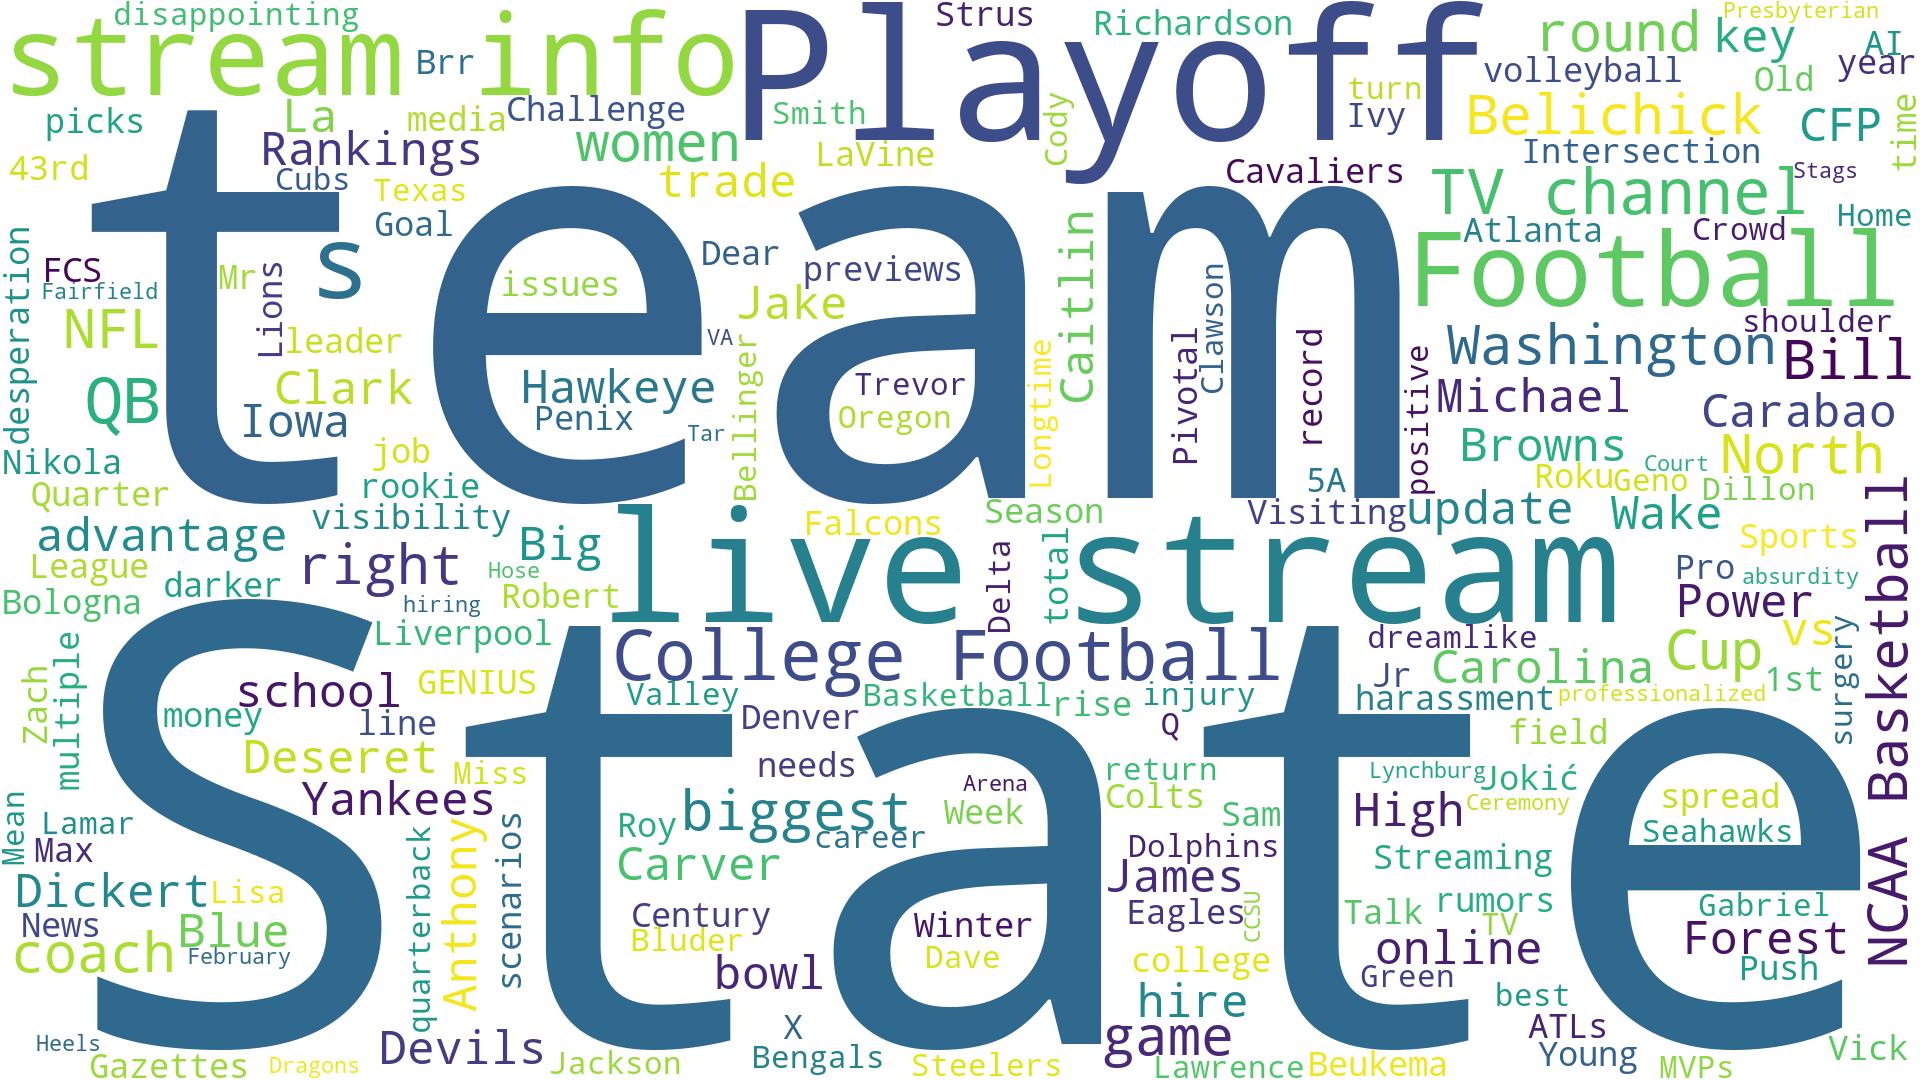 disappointing
Strus
Richardson
Presbyterian
stream info
Playoff
round
key
AI
Brr
volleyball
year
Old
turn
picks
La
media
Challenge
Smith
Ivy
Belichick
CFP
time
Cody
Rankings
women
LaVine
Intersection
43rd
Cubs
Texas
trade
Cavaliers
Stags
TV channel
Goal
Home
team
s
Dear
Atlanta
Crowd
desperation
FCS
Mr
Lions
issues
previews
Caitlin
Football
Fairfield
NFL
Jake
shoulder
leader
VA
Clawson
Pivotal
record
positive
Washington
Bill
QB
Clark
Hawkeye
Trevor
Longtime
Michael
Iowa
Penix
Tar
Bellinger
Oregon
Carabao
Nikola
job
Browns
Court
North
Quarter
rookie
5A
Roku
Geno
Dillon
advantage
visibility
Falcons
Season
Visiting
update
Wake
Sports
League
darker
right
Big
Hose
live stream
Delta
total
Pro
absurdity
NCAA Basketball
Bologna
hiring
Robert
Power
Liverpool
College Football
dreamlike
vs
surgery
Zach
multiple
school
GENIUS
Valley
Basketball
rise
injury
Jr
Carolina
Cup
1st
harassment
professionalized
money
line
Denver
Q
field
State
Deseret
Miss
needs
return
Lynchburg
Jokić
Yankees
Arena
Colts
High
Ceremony
spread
Mean
Lamar
Max
quarterback
Anthony
scenarios
Roy
biggest
career
Week
Sam
Seahawks
Carver
Dolphins
Streaming
Dickert
Lisa
James
rumors
Gabriel
News
Blue
Century
Winter
Eagles
CCSU
Talk
TV
coach
February
Bluder
Dave
college
online
Forest
bowl
Green
Push
hire
best
Heels
X
game
ATLs
Gazettes
Dragons
Devils
Jackson
Bengals
Steelers
Lawrence
Beukema
Young
MVPs
Vick